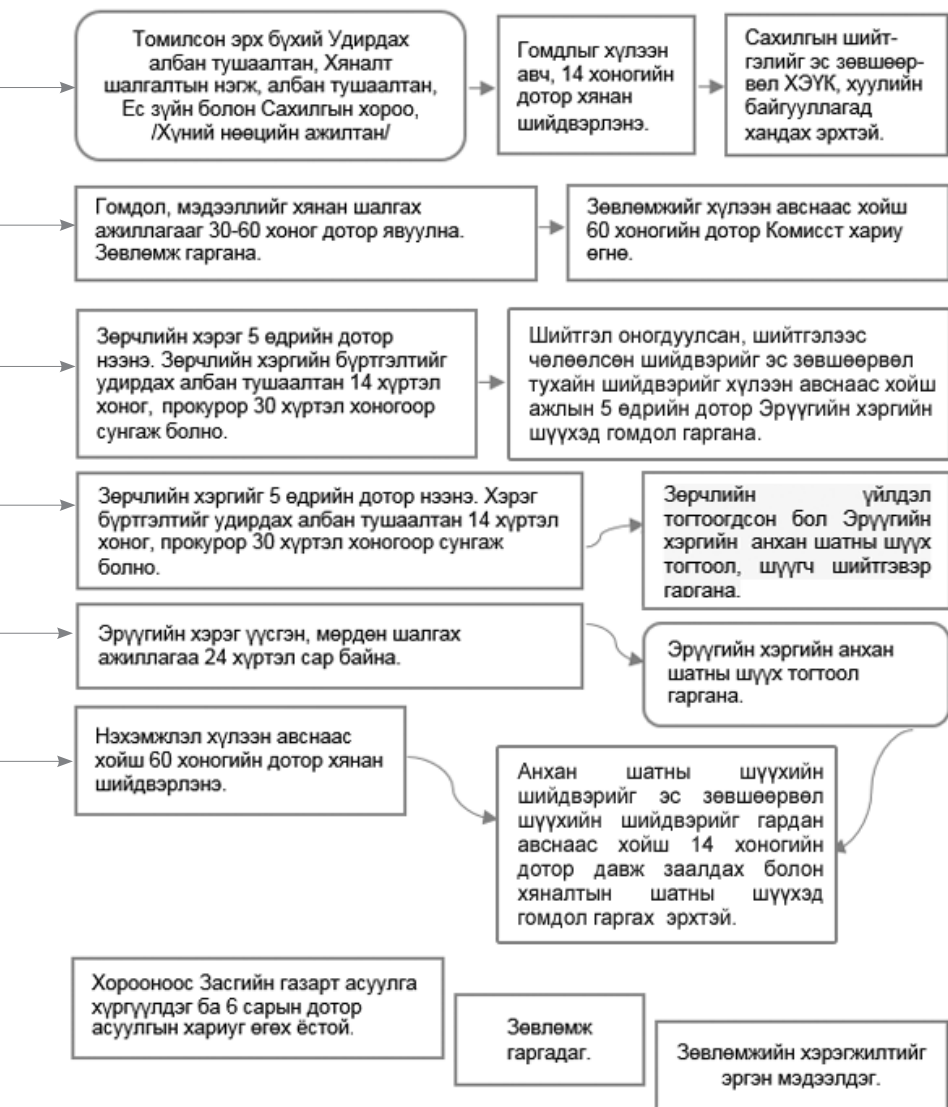 Томилсон эрх бүхий Удирдах
албан тушаалтан, Хяналт
шалгалтын нэгж, албан тушаалтан,
Ес зүйн болон Сахилгын хороо,
/Хүний нөөцийн ажилтан/
Гомдлыг хүлээн
авч, 14 хоногийн
дотор хянан
шийдвэрлэнэ.
Сахилгын шийт-
гэлийг эс зөвшөөр-
вөл ХЭҮК, хуулийн
байгууллагад
хандах эрхтэй.
Гомдол, мэдээллийг хянан шалгах
ажиллагааг 30-60 хоног дотор явуулна.
Зөвлөмж гаргана.
Зөвлөмжийг хүлээн авснаас хойш
60 хоногийн дотор Комисст хариу
өгнө.
Зөрчлийн хэрэг 5 өдрийн дотор
нээнэ. Зөрчлийн хэргийн бүртгэлтийг
удирдах албан тушаалтан 14 хүртэл
хоног, прокурор 30 хүртэл хоногоор
сунгаж болно.
Шийтгэл оногдуулсан, шийтгэлээс
чөлөөлсөн шийдвэрийг эс зөвшөөрвөл
тухайн шийдвэрийг хүлээн авснаас хойш
ажлын 5 өдрийн дотор Эрүүгийн хэргийн
шүүхэд гомдол гаргана.
Зөрчлийн хэргийг 5 өдрийн дотор нээнэ. Хэрэг
бүртгэлтийг удирдах албан тушаалтан 14 хүртэл
хоног, прокурор 30 хүртэл хоногоор сунгаж
болно.
Зөрчлийн үйлдэл
тогтоогдсон бол Эрүүгийн
хэргийн анхан шатны шүүх
тогтоол, шүүгч шийтгэвэр
гаргана.
Эрүүгийн хэрэг үүсгэн, мөрдөн шалгах
ажиллагаа 24 хүртэл сар байна.
Эрүүгийн хэргийн анхан
шатны шүүх тогтоол
гаргана.
Нэхэмжлэл хүлээн авснаас
хойш 60 хоногийн дотор хянан
шийдвэрлэнэ.
Анхан шатны шүүхийн
шийдвэрийг эс зөвшөөрвөл
шүүхийн шийдвэрийг гардан
авснаас хойш 14 хоногийн
дотор давж заалдах болон
хяналтын шатны шүүхэд
гомдол гаргах эрхтэй.
Хорооноос Засгийн газарт асуулга
хүргүүлдэг ба 6 сарын дотор
асуулгын хариуг өгөх ёстой.
Зөвлөмж
гаргадаг.
Зөвлөмжийн хэрэгжилтийг
эргэн мэдээлдэг.